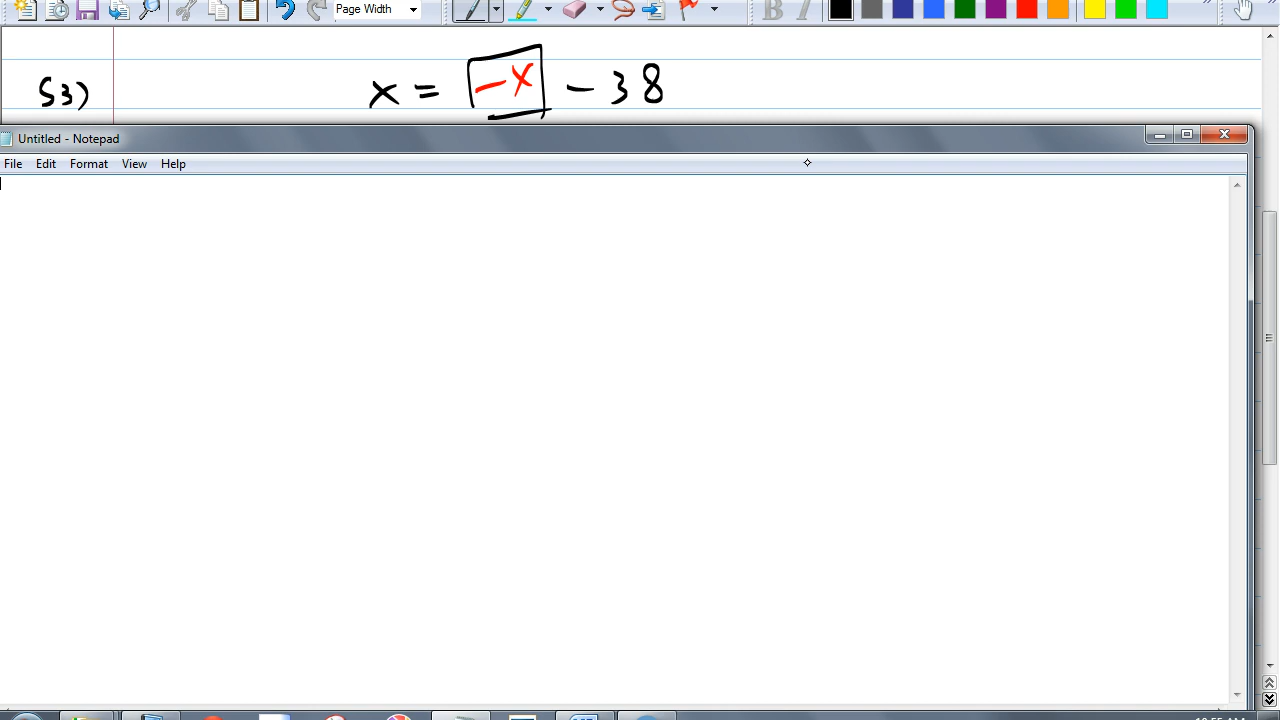 Page Width
53) x = -x - 38
Untitled - Notepad
File Edit Format View Help